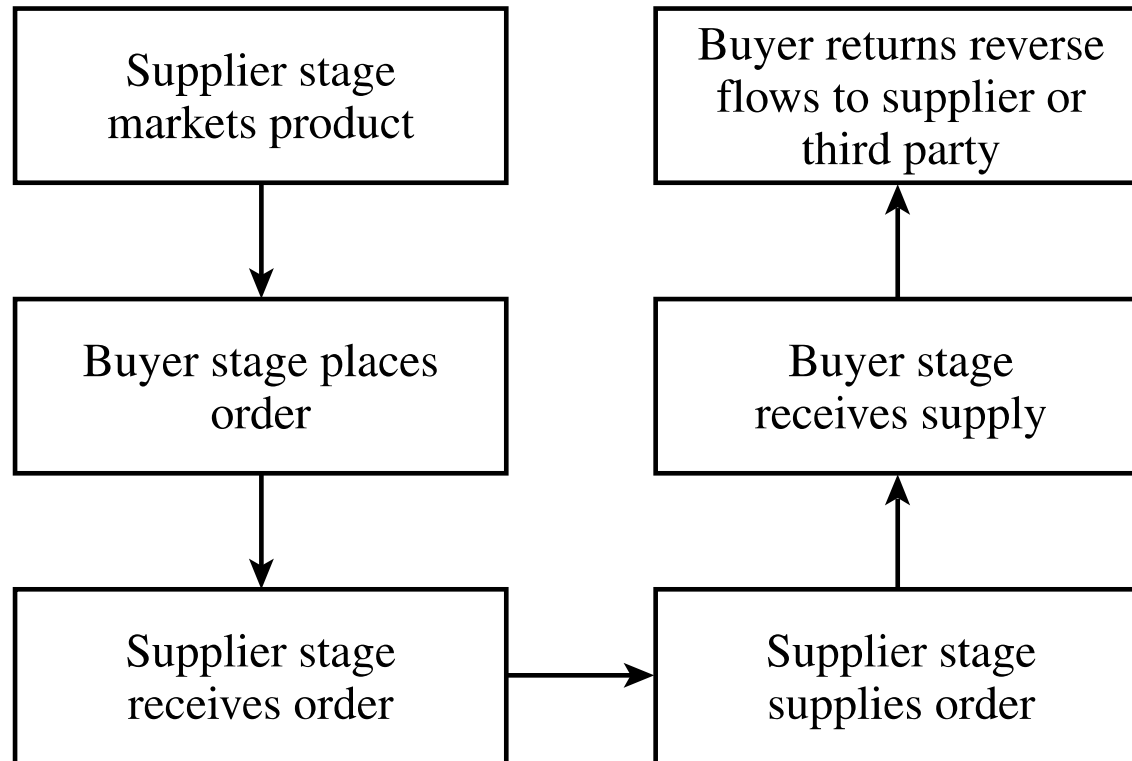 Supplier stage
markets product
Buyer stage places
order
Supplier stage
receives order
Supplier stage
supplies order
Buyer stage
receives supply
Buyer returns reverse
flows to supplier or
third party